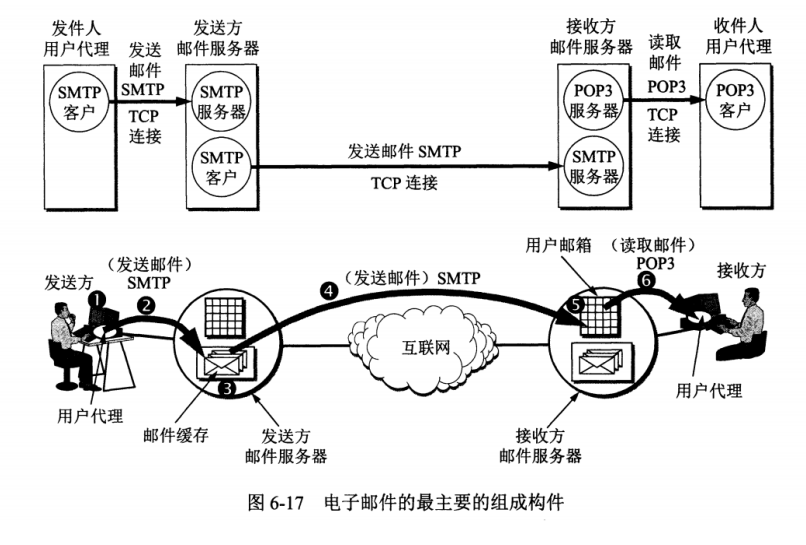 发件人
用户代理
发送
邮件
SMTP
TCP
连接
发送方
邮件服务器
接收方
邮件服务器
读取
邮件
POP3
TCP
连接
收件人
用户代理
SMTP
客户
SMTP
服务器
SMTP
客户
发送邮件 SMTP
TCP 连接
POP3
服务器
SMTP
服务器
POP3
客户
发送方
❶
(发送邮件)
SMTP
❷
❸
❹
(发送邮件) SMTP
用户邮箱
(读取邮件)
POP3
❺
❻
接收方
互联网
用户代理
邮件缓存
发送方
邮件服务器
接收方
邮件服务器
用户代理
图 6-17 电子邮件的最主要的组成构件